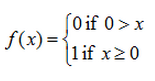 f(x) = { 0 if 0 > x
1 if x ≥ 0